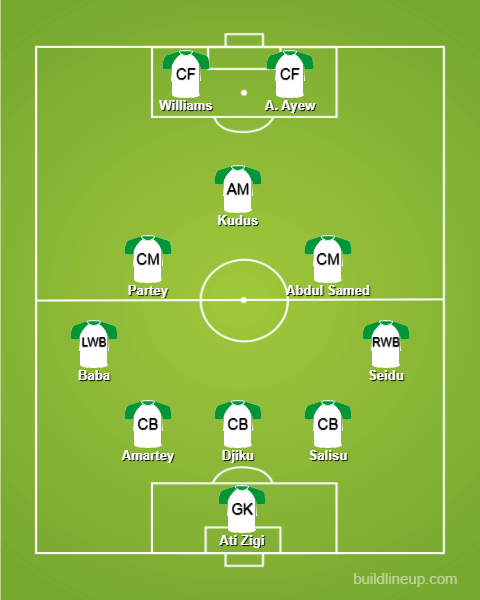 CF
CF
Williams
A. Ayew
AM
Kudus
CM
CM
Partey
Abdul Samed
LWB
RWB
Baba
Seidu
CB
CB
CB
Amartey
Djiku
Salisu
GK
Ati Zigi
buildlineup.com